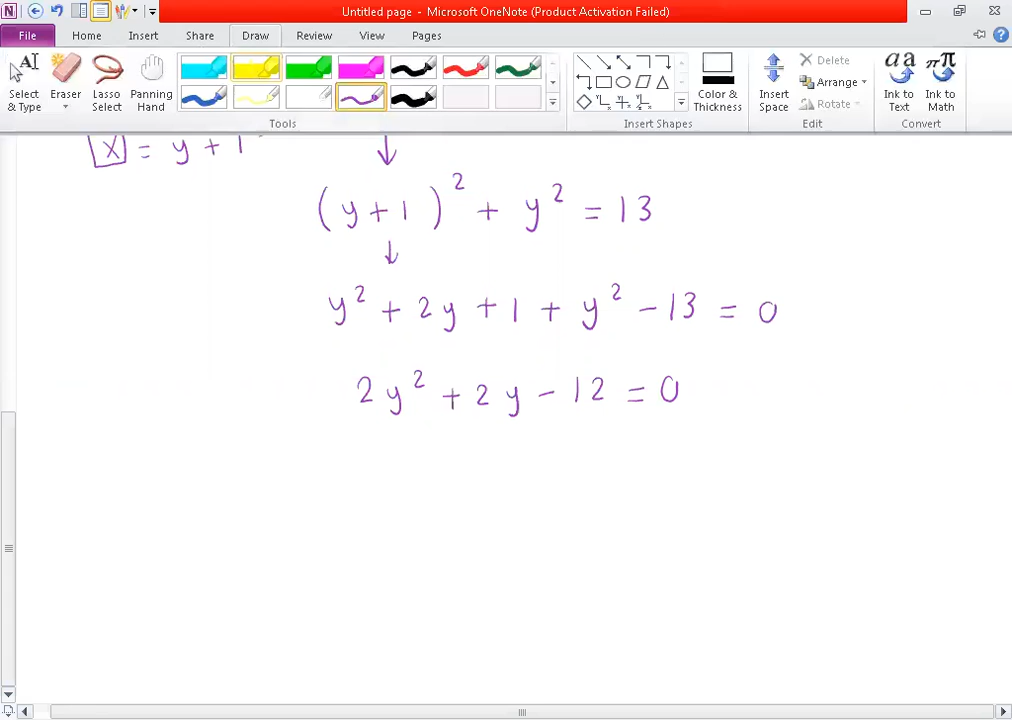 Untitled page - Microsoft OneNote (Product Activation Failed)
File Home Insert Share Draw Review View Pages
Select & Type
Eraser
Lasso Select
Panning Hand
Color & Thickness
Insert Space
Delete
Arrange
Rotate
Ink to Text
Ink to Math
Tools Insert Shapes Edit Convert
x = y + 1
↓
(y + 1)² + y² = 13
↓
y² + 2y + 1 + y² - 13 = 0
2y² + 2y - 12 = 0